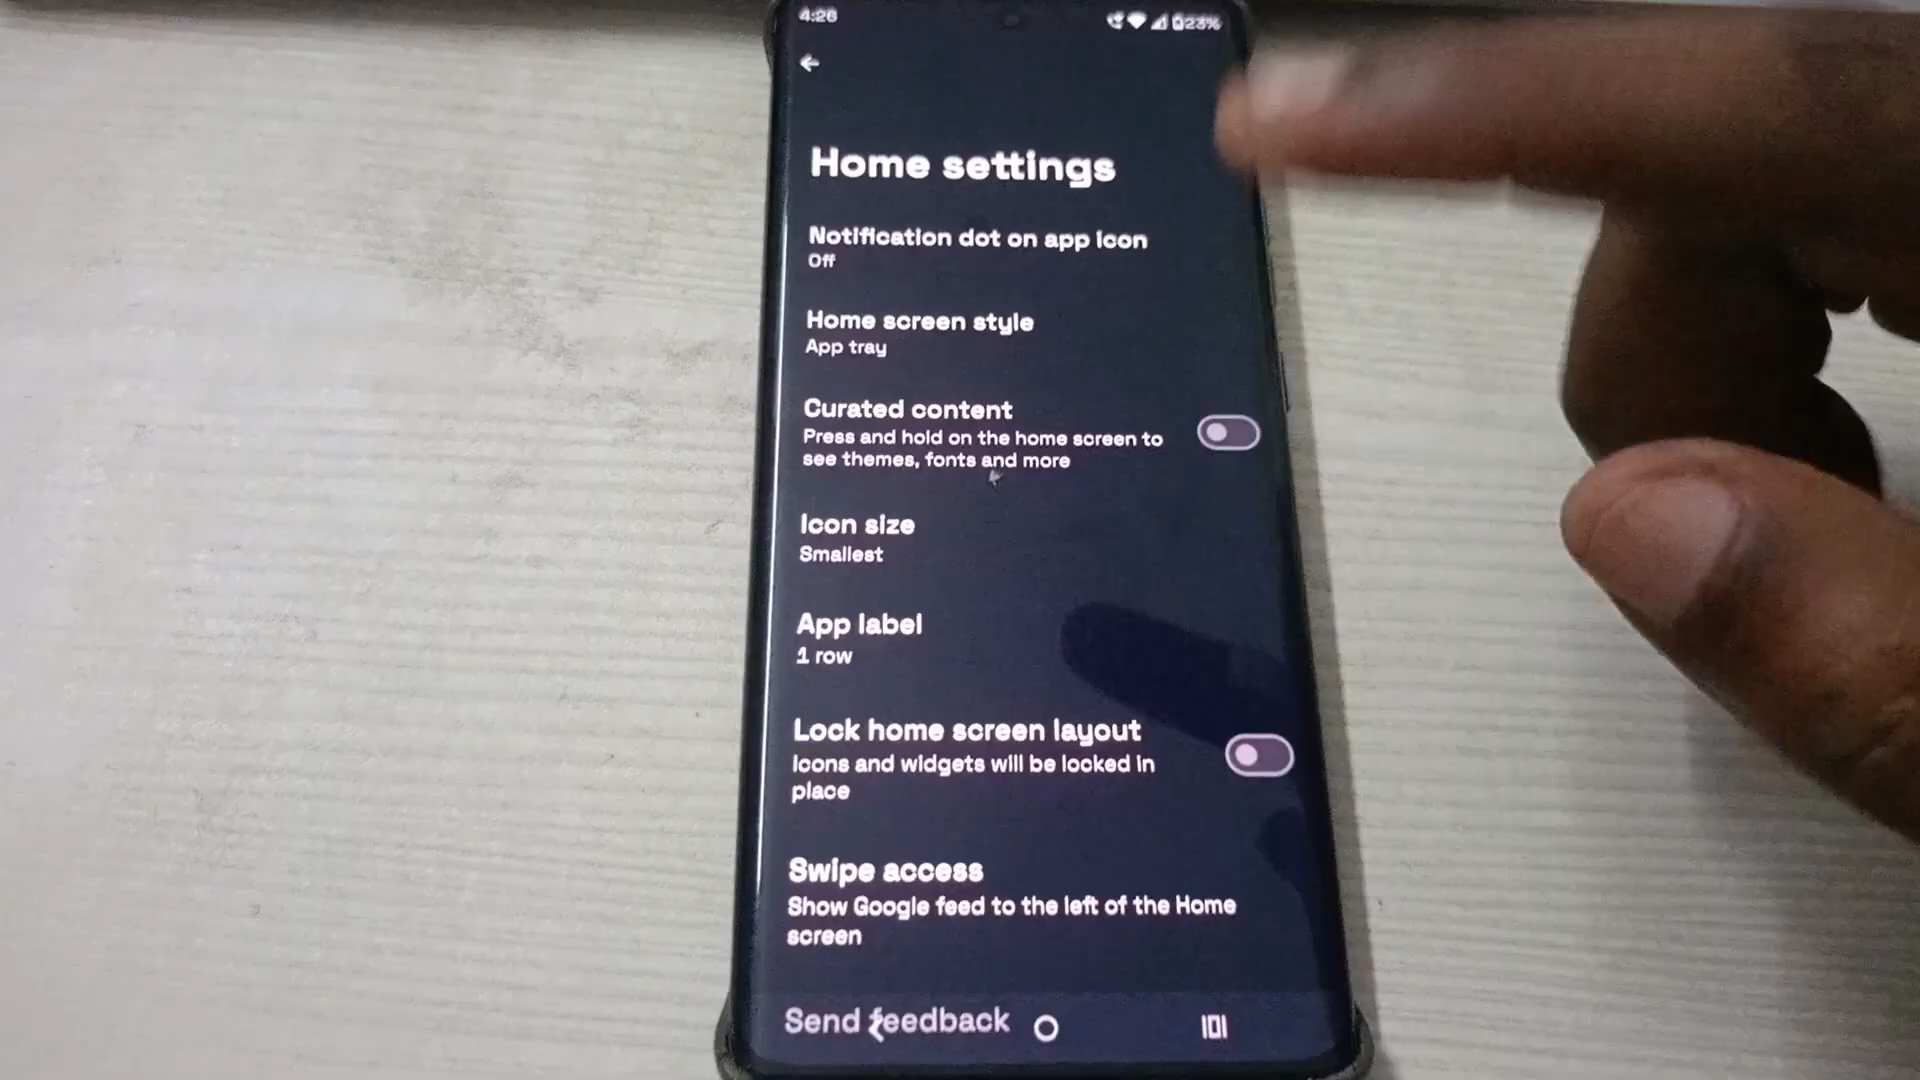 4:26
23%
Home settings
Notification dot on app icon
Off
Home screen style
App tray
Curated content
Press and hold on the home screen to
see themes, fonts and more
Icon size
Smallest
App label
1 row
Lock home screen layout
Icons and widgets will be locked in
place
Swipe access
Show Google feed to the left of the Home
screen
Send feedback